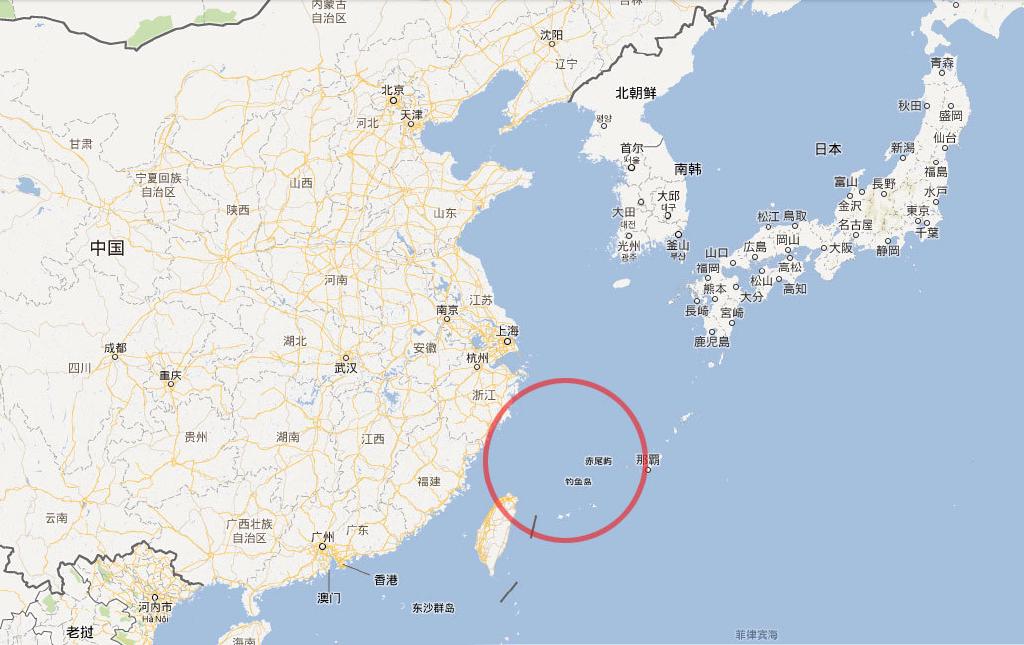 内蒙古
自治区
吉林
沈阳
辽宁
青森
北京
天津
河北
北朝鲜
평양
秋田
盛岡
仙台
甘肃
宁夏回族
自治区
山西
陕西
山东
首尔
서울
南韩
日本
新潟
福島
富山
長野
水戸
金沢
東京
千葉
大邱
대구
大田
대전
光州
광주
釜山
부산
松江
鳥取
名古屋
静岡
岡山
広島
大阪
山口
高松
福岡
松山
高知
熊本
大分
長崎
宮崎
鹿児島
中国
河南
江苏
南京
上海
安徽
湖北
武汉
杭州
成都
四川
重庆
浙江
贵州
湖南
江西
福建
赤尾屿
那覇
钓鱼岛
云南
广西壮族
自治区
广州
广东
香港
澳门
东沙群岛
河内市
Hà Nội
老挝
海南
菲律宾海